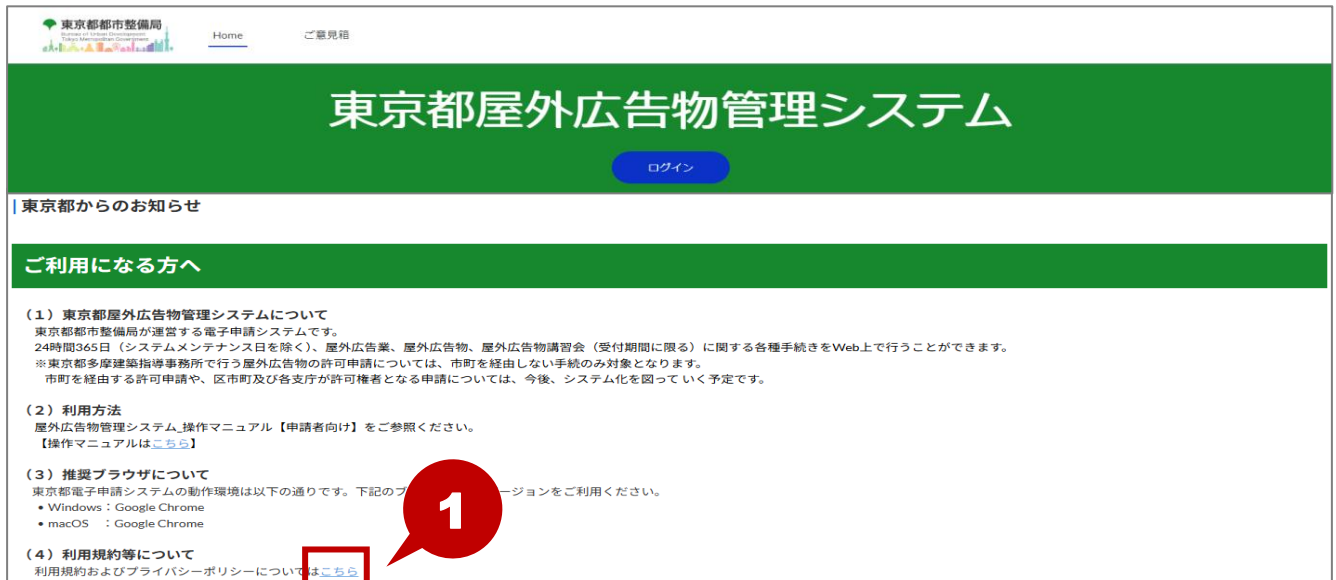 東京都都市整備局
Bureau of Urban Development
Tokyo Metropolitan Government
Home
ご意見箱
東京都屋外広告物管理システム
ログイン
東京都からのお知らせ
ご利用になる方へ
（1）東京都屋外広告物管理システムについて
東京都都市整備局が運営する電子申請システムです。
24時間365日（システムメンテナンス日を除く）、屋外広告業、屋外広告物、屋外広告物講習会（受付期間に限る）に関する各種手続きをWeb上で行うことができます。
※東京都多摩建築指導事務所で行う屋外広告物の許可申請については、市町を経由しない手続のみ対象となります。
市町を経由する許可申請や、区市町及び各支庁が許可権者となる申請については、今後、システム化を図って いく予定です。
（2）利用方法
屋外広告物管理システム_操作マニュアル【申請者向け】をご参照ください。
【操作マニュアルはこちら】
（3）推奨ブラウザについて
東京都電子申請システムの動作環境は以下の通りです。下記のブ ージョンをご利用ください。
• Windows：Google Chrome
• macOS ：Google Chrome
1
（4）利用規約等について
利用規約およびプライバシーポリシーについてはこちら